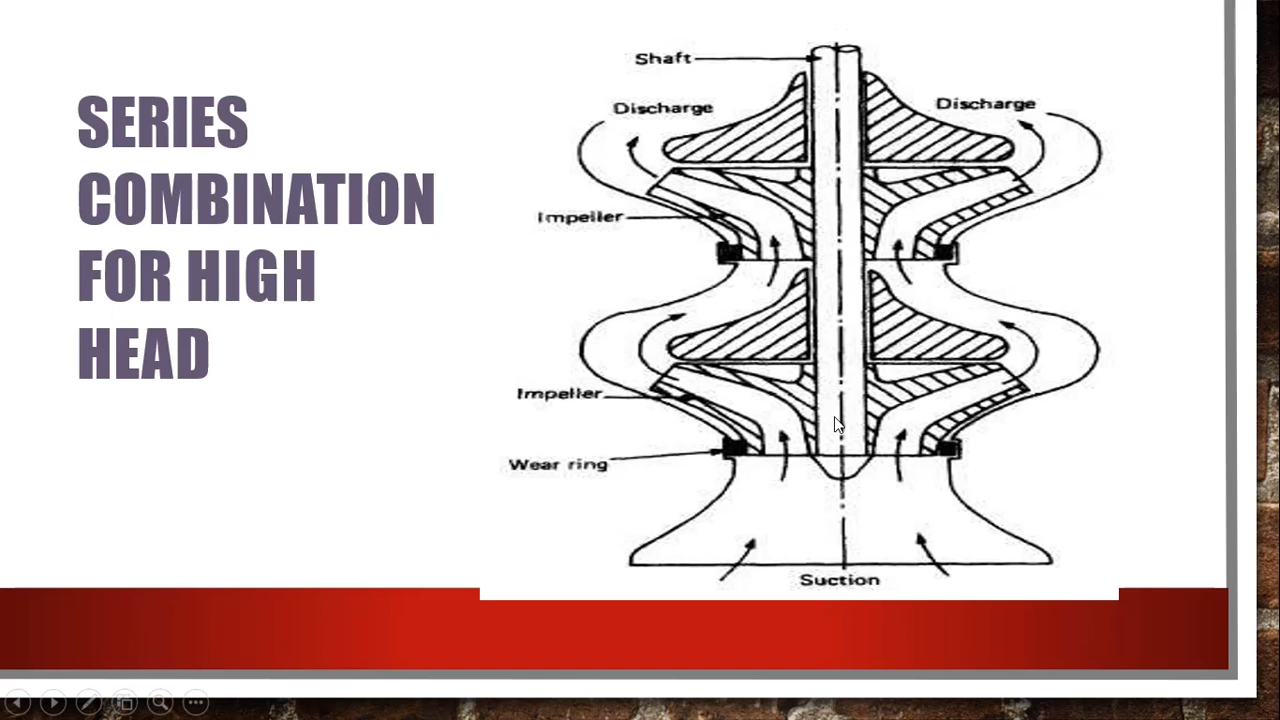 SERIES
COMBINATION
FOR HIGH
HEAD
Shaft
Discharge
Discharge
Impeller
Impeller
Wear ring
Suction